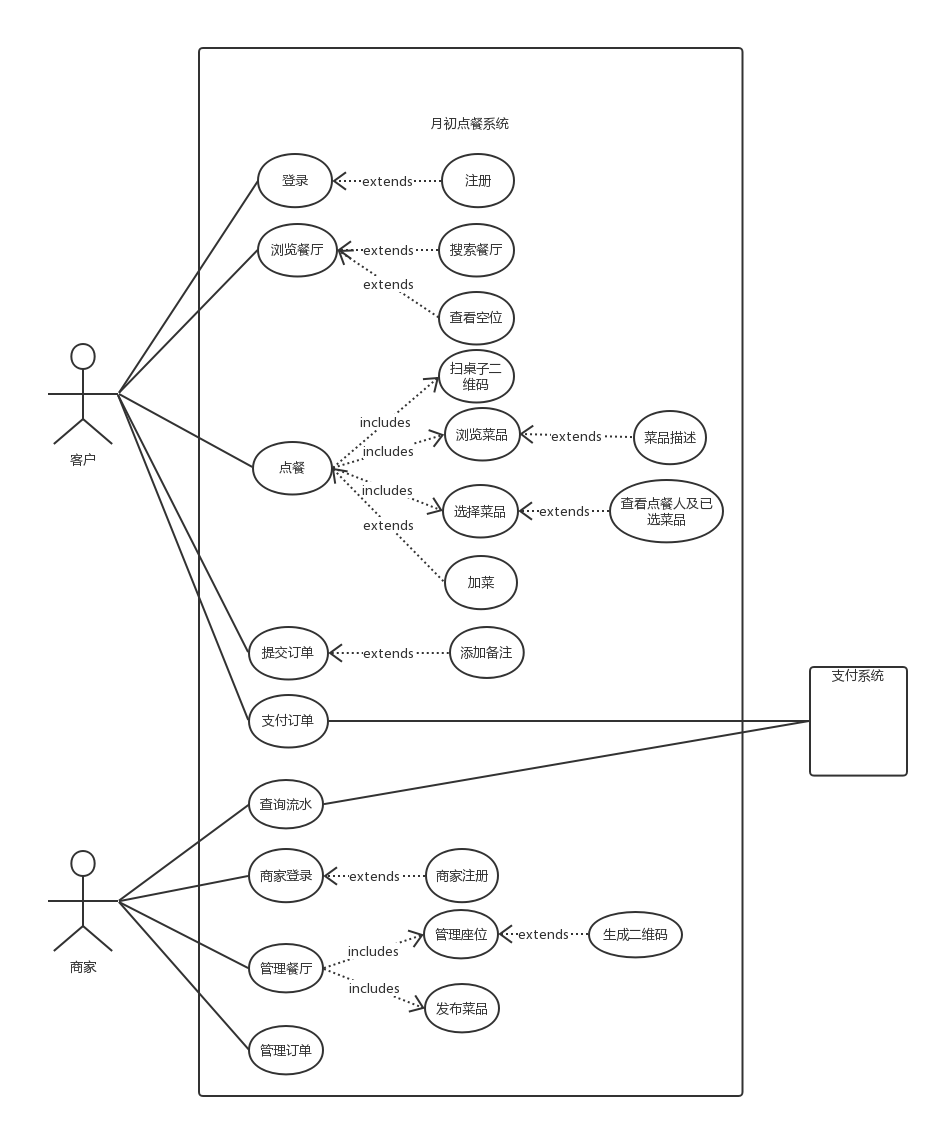 月初点餐系统
登录
extends
注册
浏览餐厅
extends
搜索餐厅
extends
查看空位
扫桌子二
维码
includes
浏览菜品
extends
菜品描述
includes
客户
点餐
includes
选择菜品
extends
查看点餐人及已
选菜品
extends
加菜
提交订单
extends
添加备注
支付系统
支付订单
查询流水
商家登录
extends
商家注册
includes
管理座位
extends
生成二维码
商家
管理餐厅
includes
发布菜品
管理订单